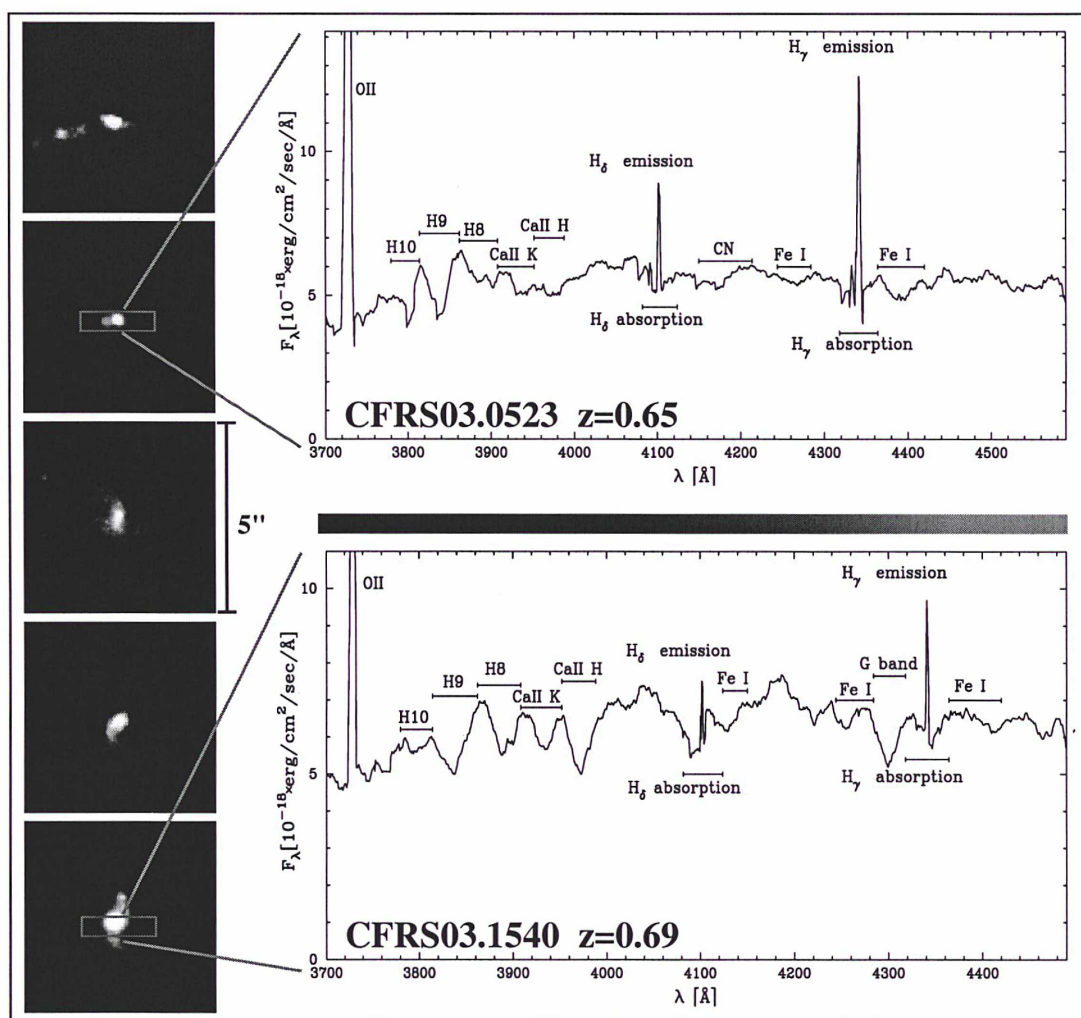 H_γ emission
OII
10
H_δ emission
H9
H8
CaII H
H10
CaII K
CN
Fe I
Fe I
5
H_δ absorption
H_γ absorption
F_λ[10^-18 x erg/cm^2/sec/Å]
CFRS03.0523 z=0.65
0
3700 3800 3900 4000 4100 4200 4300 4400 4500
λ [Å]
5"
H_γ emission
OII
10
H_δ emission
G band
H9
H8
CaII H
CaII K
Fe I
Fe I
Fe I
H10
5
H_δ absorption
H_γ absorption
F_λ[10^-18 x erg/cm^2/sec/Å]
CFRS03.1540 z=0.69
0
3700 3800 3900 4000 4100 4200 4300 4400
λ [Å]